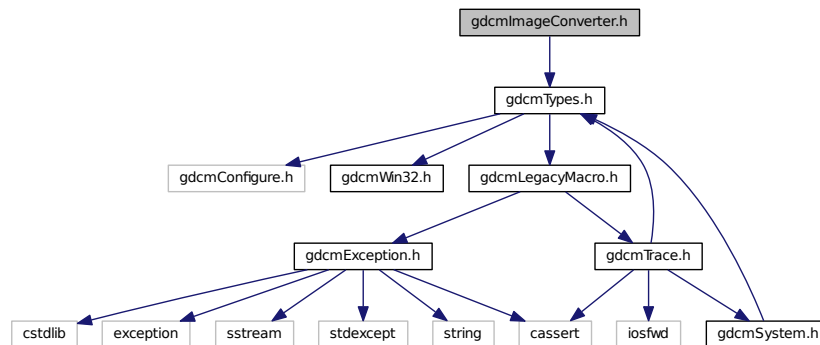 gdcmImageConverter.h
gdcmTypes.h
gdcmConfigure.h
gdcmWin32.h
gdcmLegacyMacro.h
gdcmException.h
gdcmTrace.h
cstdlib
exception
sstream
stdexcept
string
cassert
iosfwd
gdcmSystem.h